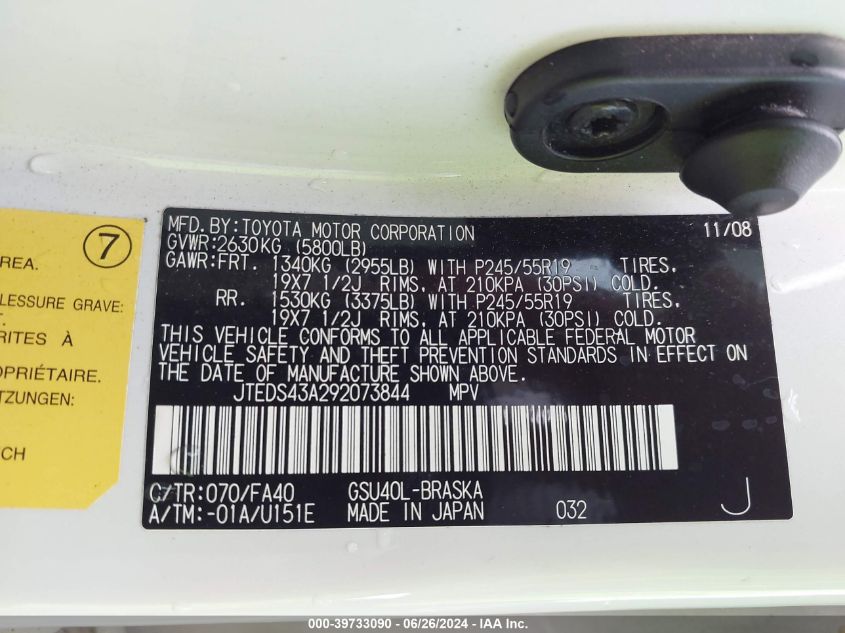 7
REA.
LESSURE GRAVE:
RITES À
OPRIÉTAIRE.
TZUNGEN:
CH
MFD.BY:TOYOTA MOTOR CORPORATION 11/08
GVWR:2630KG (5800LB)
GAWR:FRT. 1340KG (2955LB) WITH P245/55R19 TIRES,
19X7 1/2J RIMS, AT 210KPA (30PSI) COLD.
RR. 1530KG (3375LB) WITH P245/55R19 TIRES,
19X7 1/2J RIMS, AT 210KPA (30PSI) COLD.
THIS VEHICLE CONFORMS TO ALL APPLICABLE FEDERAL MOTOR
VEHICLE SAFETY AND THEFT PREVENTION STANDARDS IN EFFECT ON
THE DATE OF MANUFACTURE SHOWN ABOVE.
JTEDS43A292073844 MPV
C/TR:070/FA40 GSU40L-BRASKA
A/TM:-01A/U151E MADE IN JAPAN 032 J
000-39733090 - 06/26/2024 - © IAA, Inc.